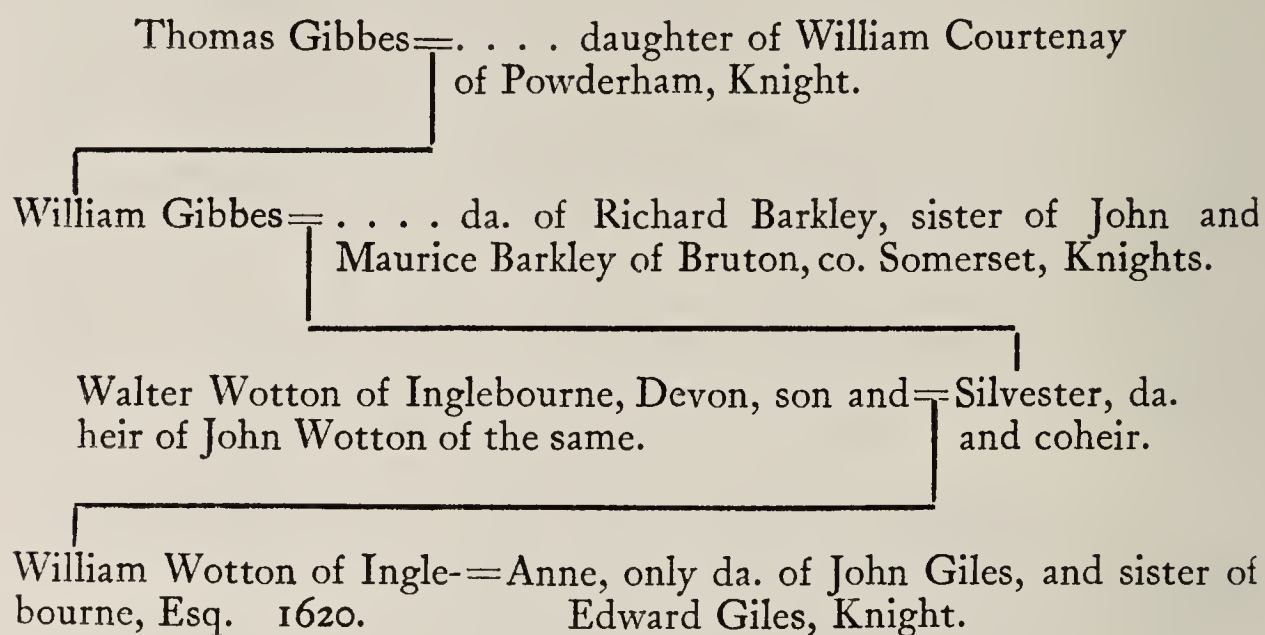 Thomas Gibbes=. . . . daughter of William Courtenay
of Powderham, Knight.
William Gibbes= . . . . da. of Richard Barkley, sister of John and
Maurice Barkley of Bruton, co. Somerset, Knights.
Walter Wotton of Inglebourne, Devon, son and=Silvester, da.
heir of John Wotton of the same. and coheir.
William Wotton of Ingle-=Anne, only da. of John Giles, and sister of
bourne, Esq. 1620. Edward Giles, Knight.